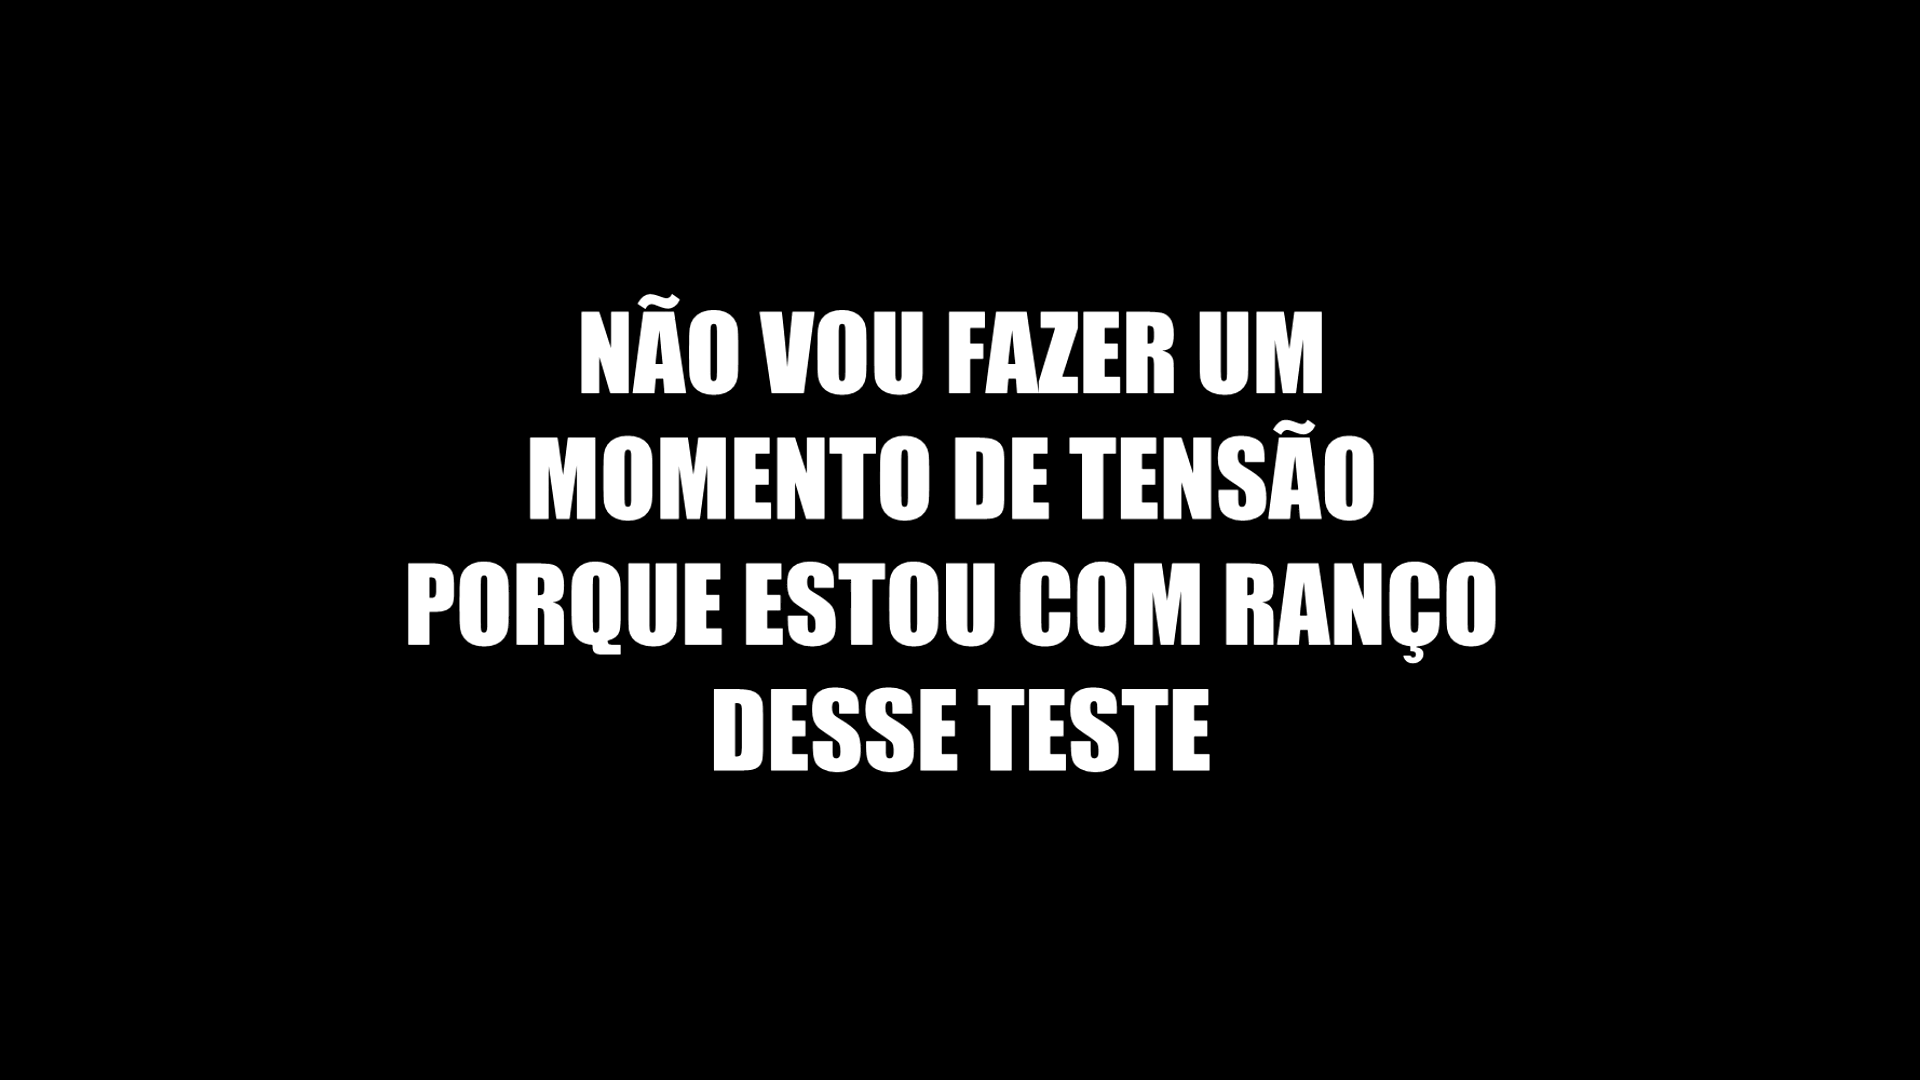 NÃO VOU FAZER UM
MOMENTO DE TENSÃO
PORQUE ESTOU COM RANÇO
DESSE TESTE